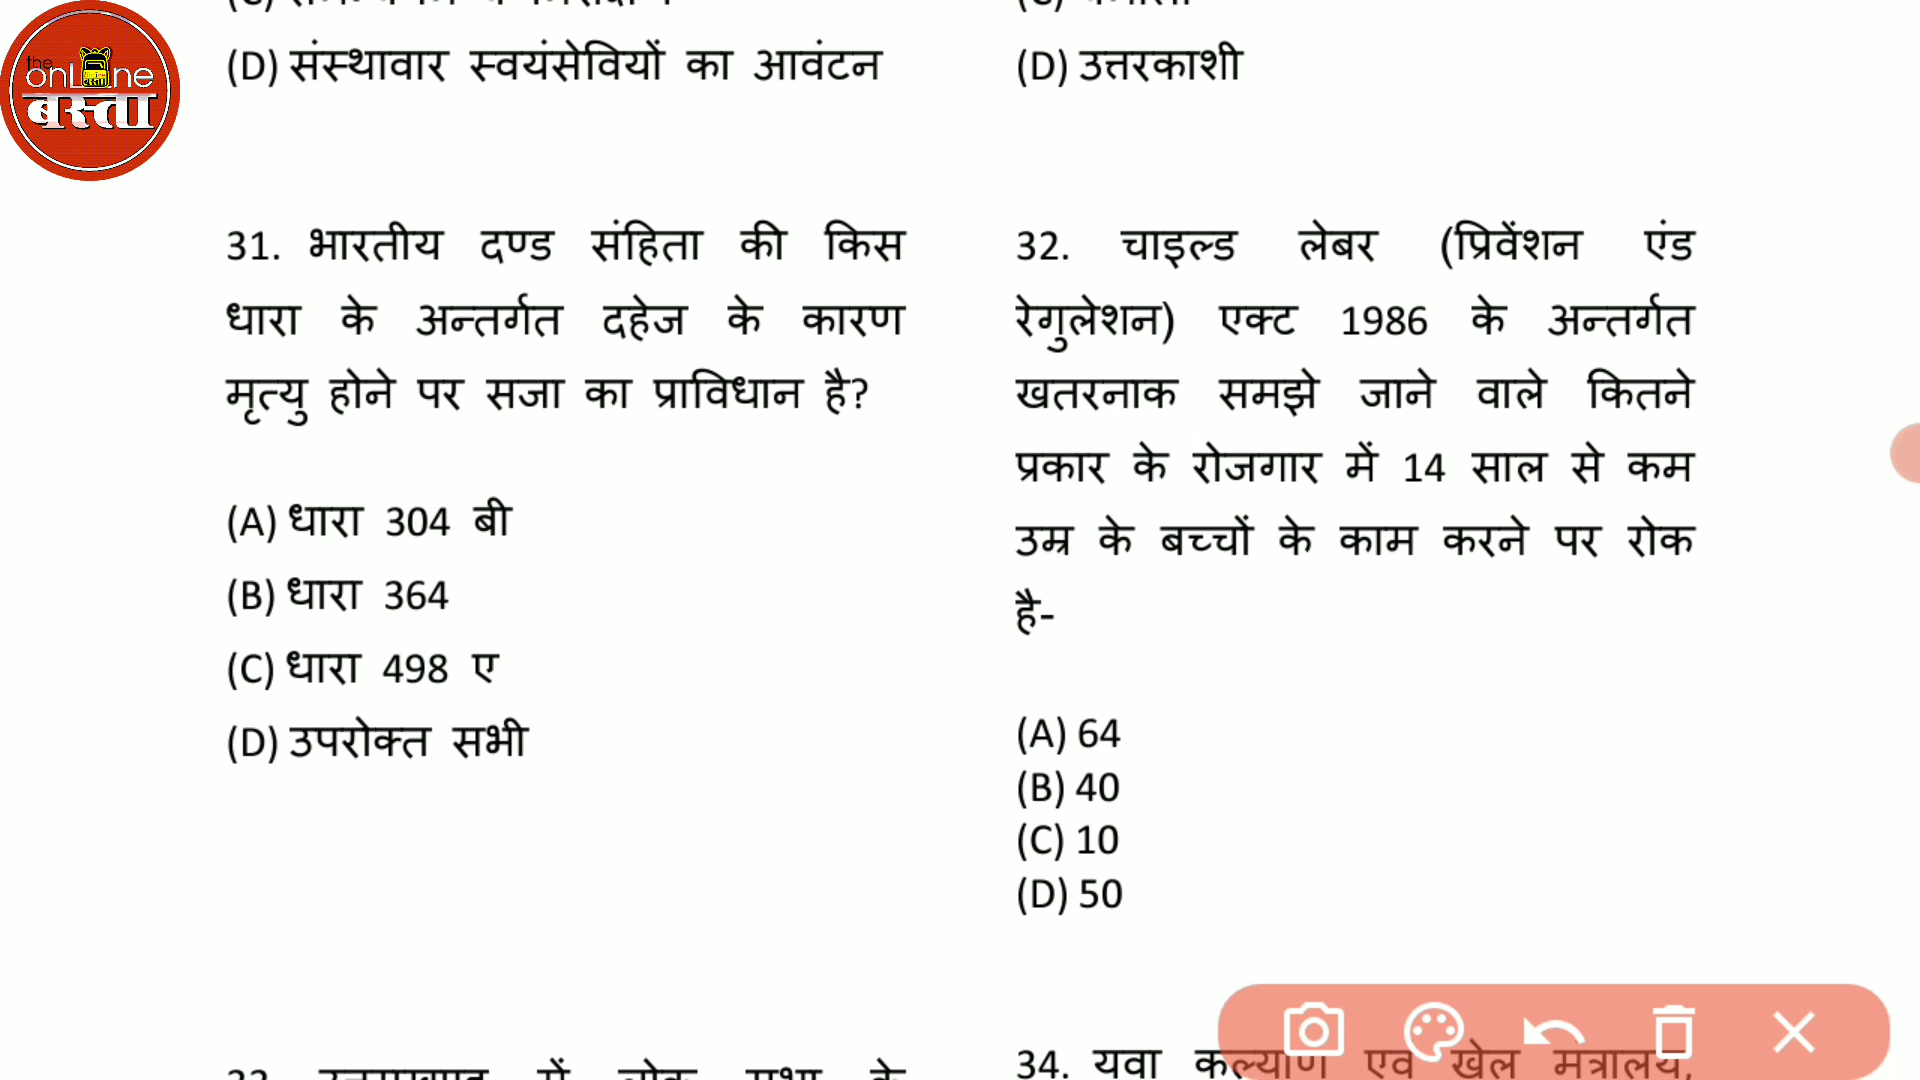 the
onLine
बस्ता
(D) संस्थावार स्वयंसेवियों का आवंटन
31. भारतीय दण्ड संहिता की किस
धारा के अन्तर्गत दहेज के कारण
मृत्यु होने पर सजा का प्राविधान है?
(A) धारा 304 बी
(B) धारा 364
(C) धारा 498 ए
(D) उपरोक्त सभी
(D) उत्तरकाशी
32. चाइल्ड लेबर (प्रिवेंशन एंड
रेगुलेशन) एक्ट 1986 के अन्तर्गत
खतरनाक समझे जाने वाले कितने
प्रकार के रोजगार में 14 साल से कम
उम्र के बच्चों के काम करने पर रोक
है-
(A) 64
(B) 40
(C) 10
(D) 50
34. युवा कल्याण एवं खेल मंत्रालय,